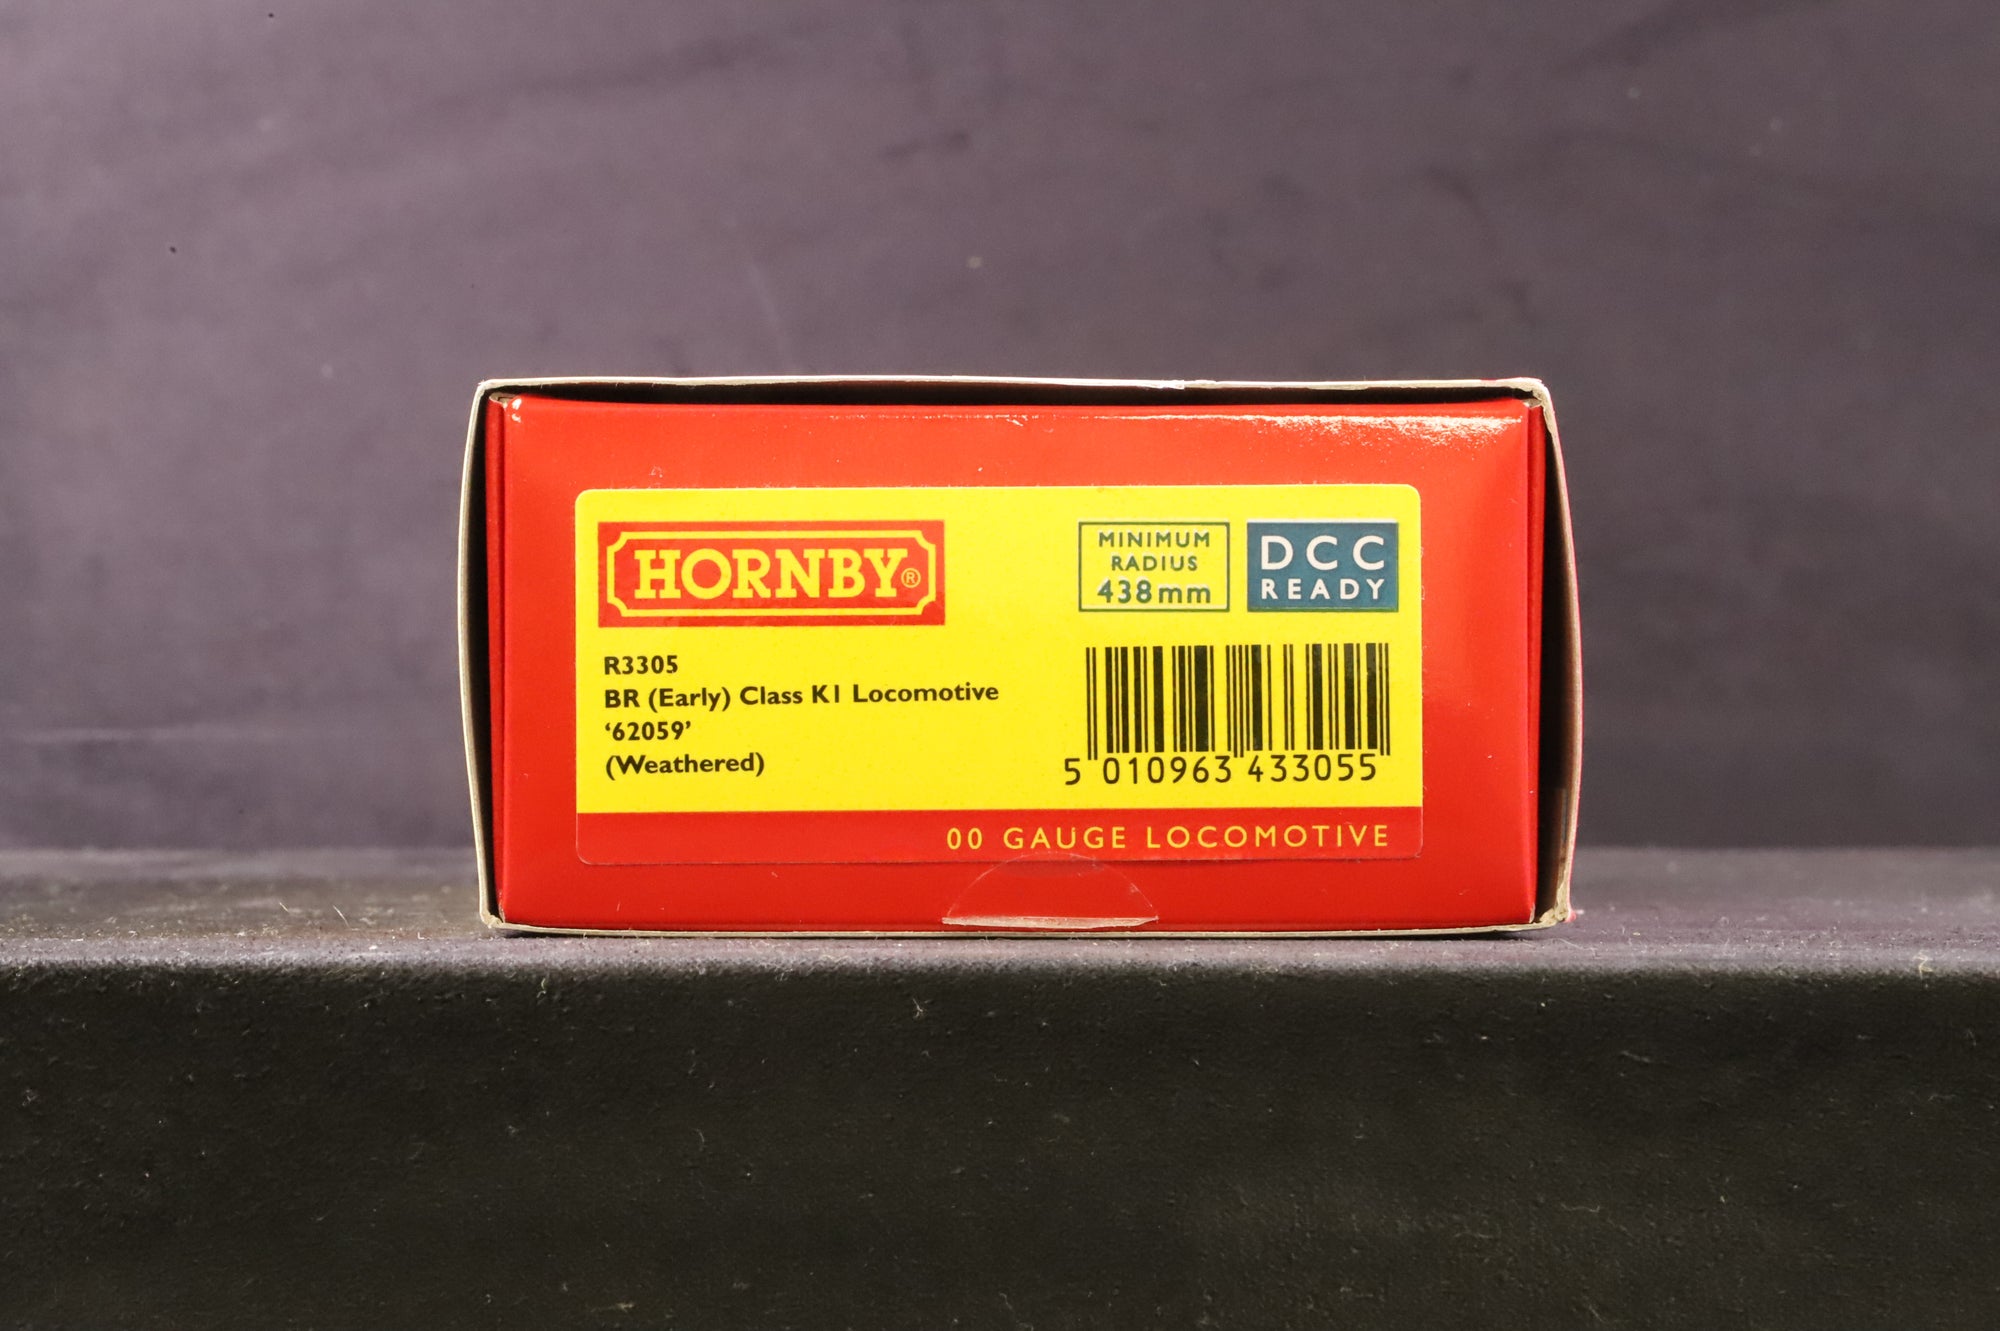 HORNBY®
MINIMUM
RADIUS
438mm
DCC
READY
R3305
BR (Early) Class K1 Locomotive
‘62059’
(Weathered)
5 010963 433055
00 GAUGE LOCOMOTIVE